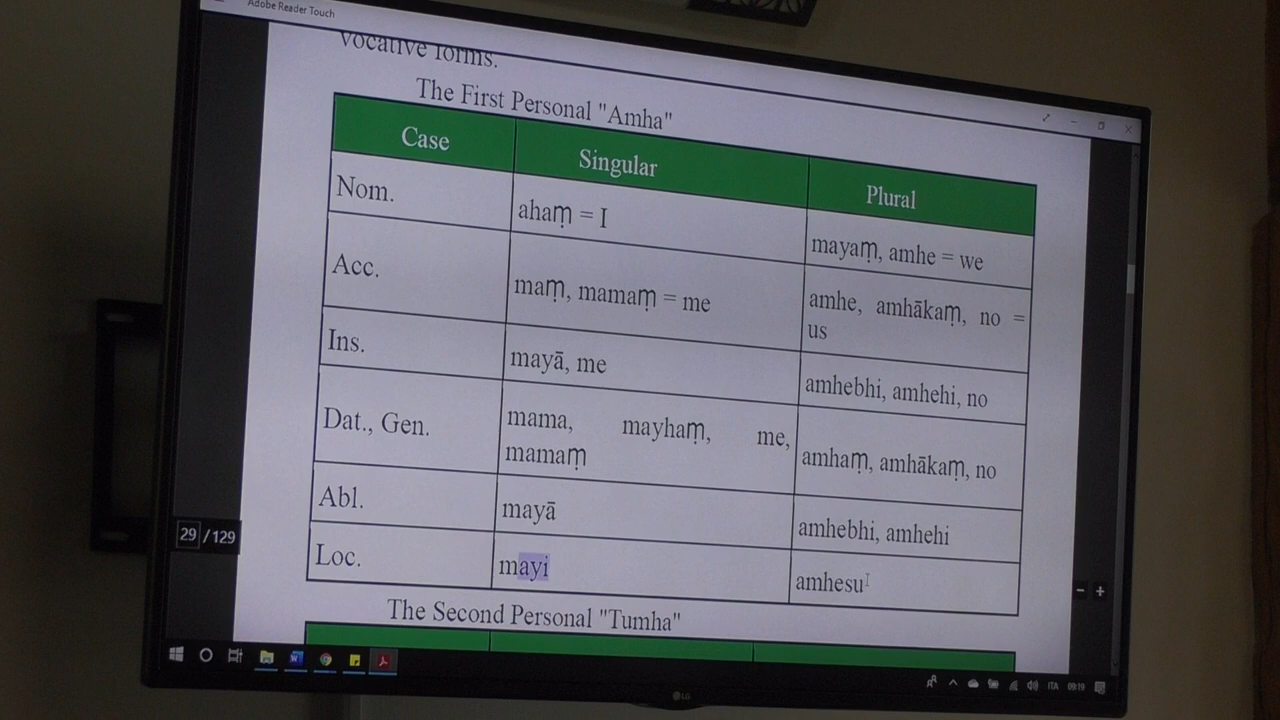 Adobe Reader Touch
vocative forms.
The First Personal "Amha"
Case Singular Plural
Nom. ahaṃ = I mayaṃ, amhe = we
Acc. maṃ, mamaṃ = me amhe, amhākaṃ, no =
us
Ins. mayā, me amhebhi, amhehi, no
Dat., Gen. mama, mayhaṃ, me, amhaṃ, amhākaṃ, no
mamaṃ
Abl. mayā amhebhi, amhehi
Loc. mayi amhesu
29 / 129
The Second Personal "Tumha"
ITA 09:19
LG